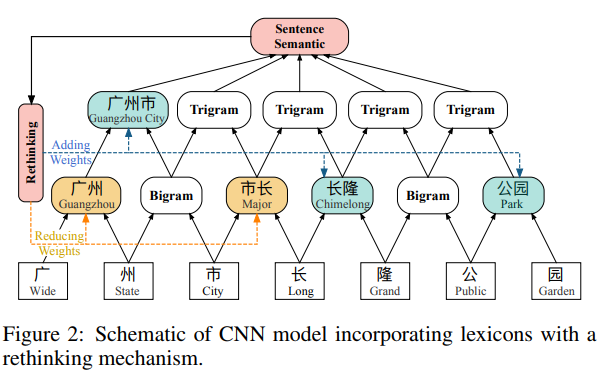 Sentence
Semantic
广州市
Guangzhou City
Trigram
Trigram
Trigram
Trigram
Rethinking
Adding
Weights
广州
Guangzhou
Bigram
市长
Major
长隆
Chimelong
Bigram
公园
Park
Reducing
Weights
广
Wide
州
State
市
City
长
Long
隆
Grand
公
Public
园
Garden
Figure 2: Schematic of CNN model incorporating lexicons with a
rethinking mechanism.